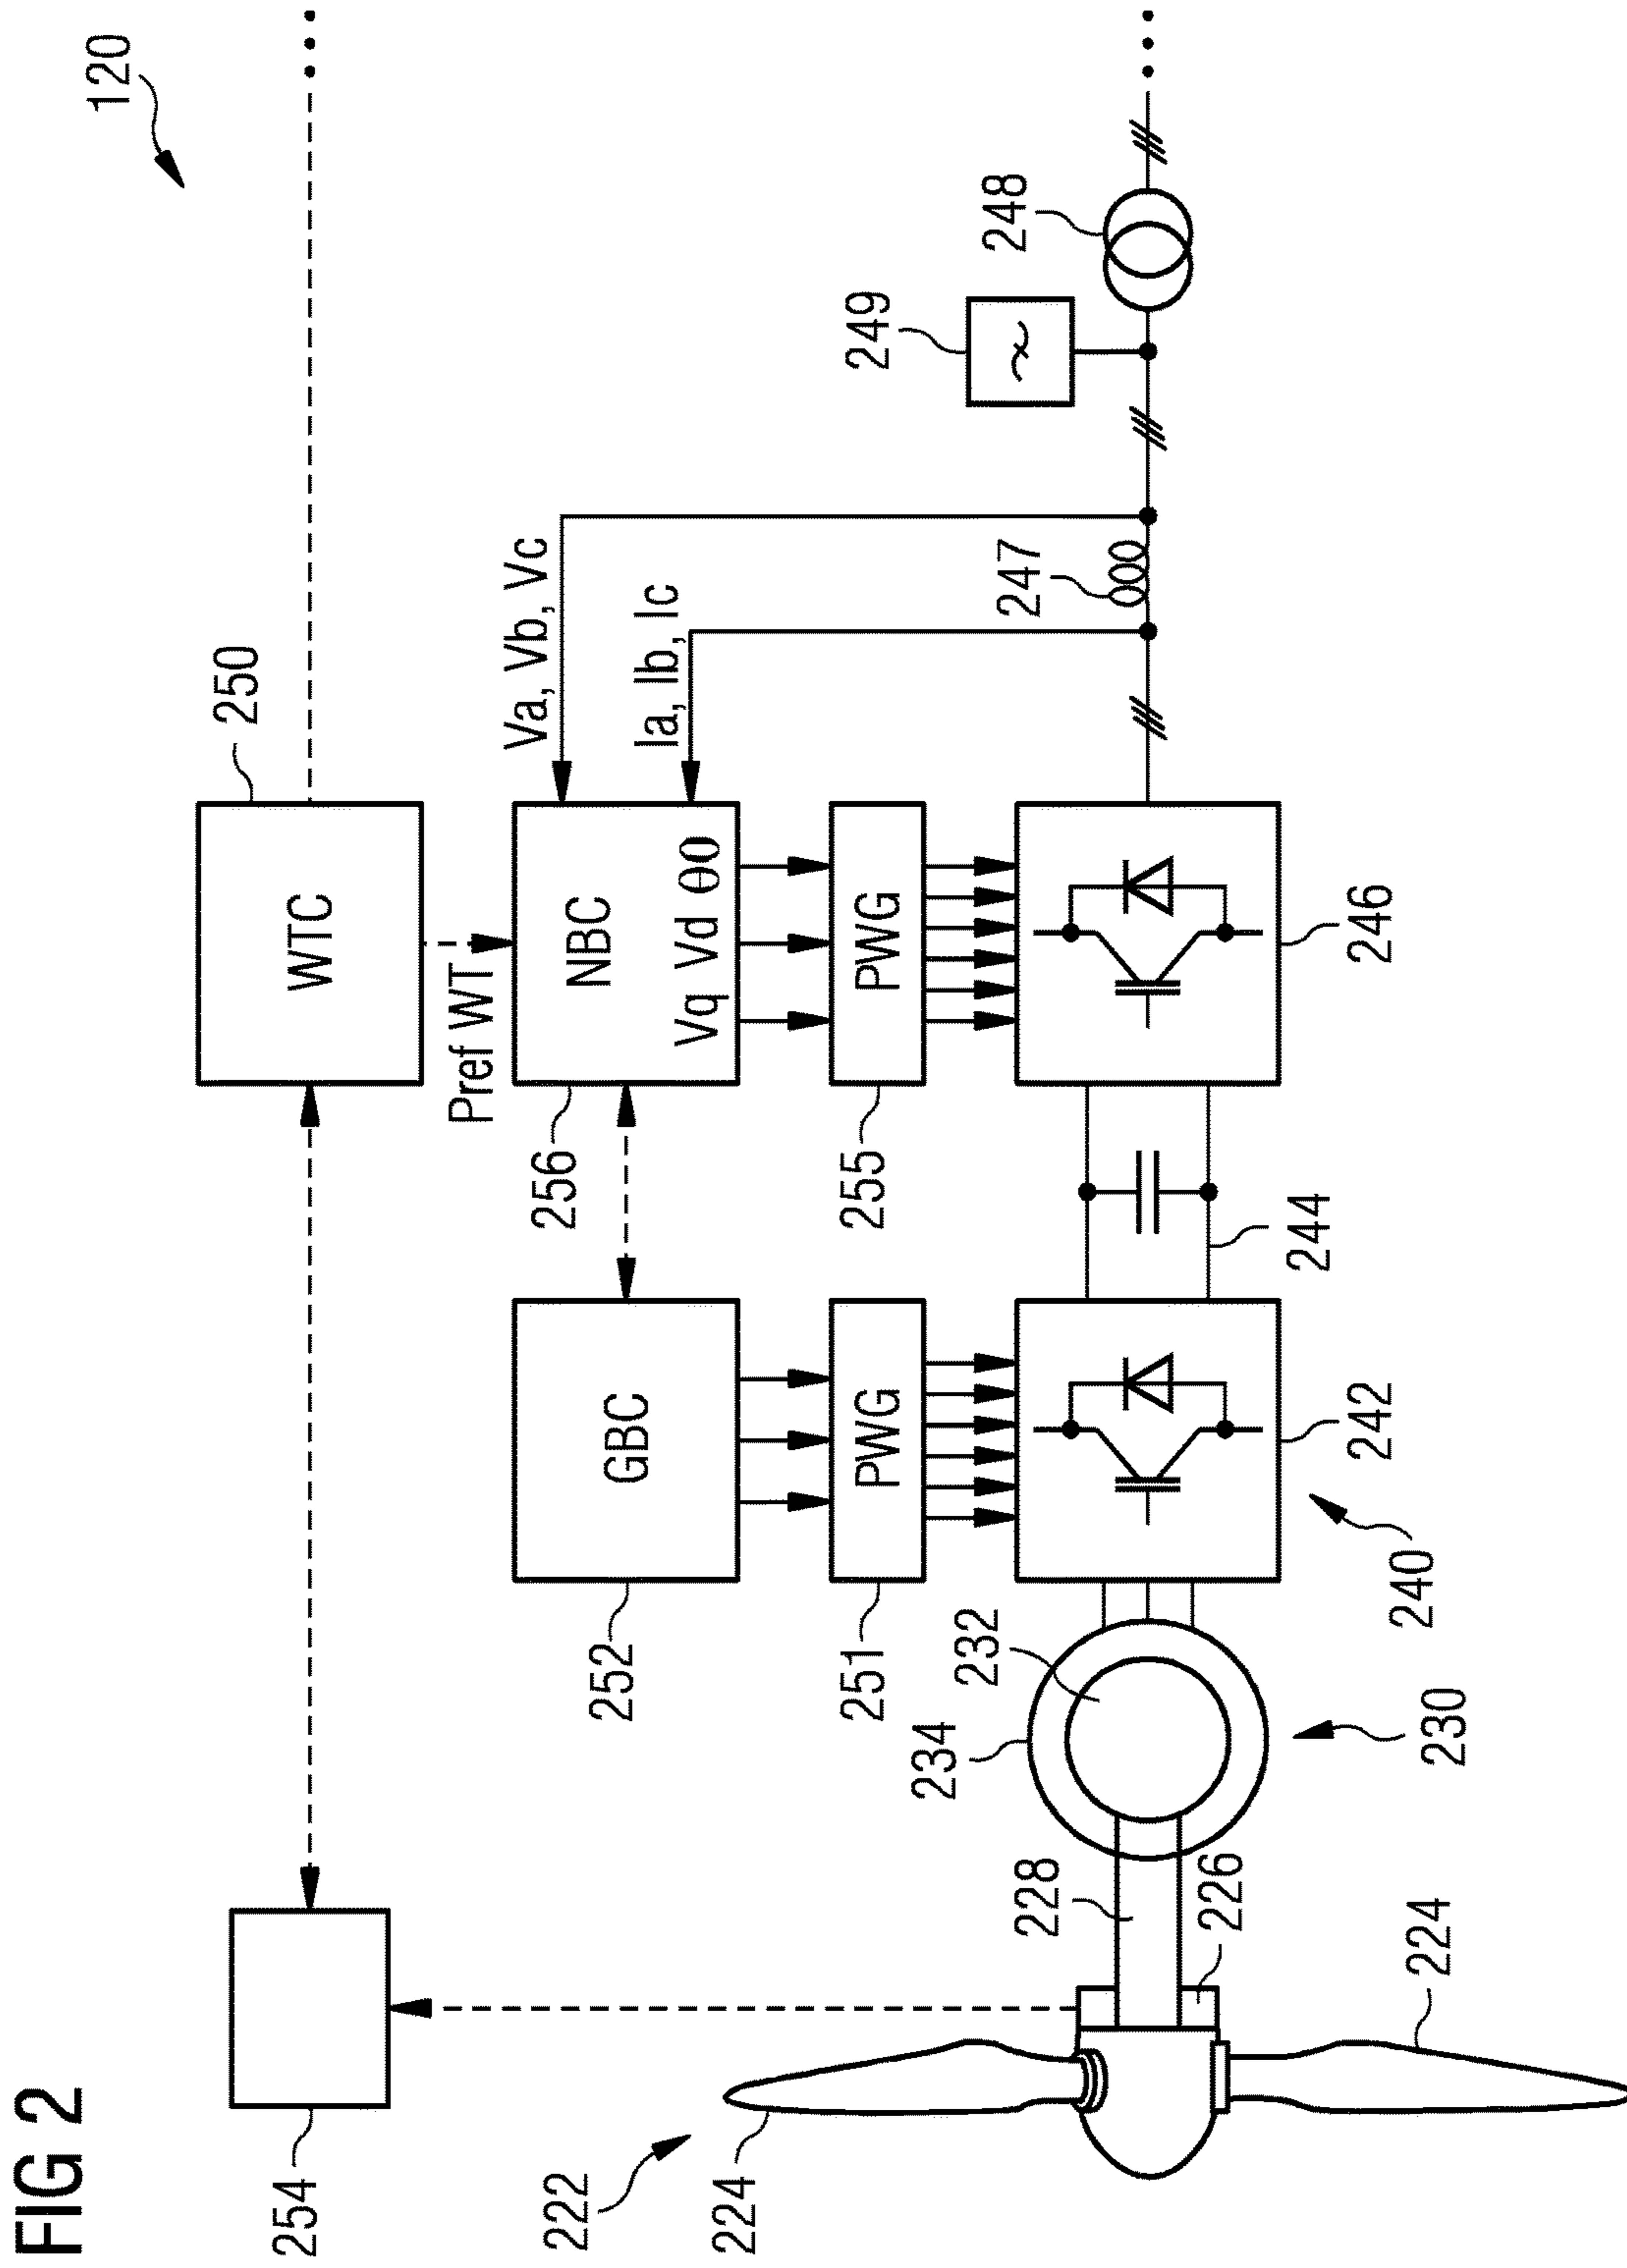 FIG 2
120
254
WTC
250
Pref WT
Va, Vb, Vc
Ia, Ib, Ic
GBC
252
NBC
Vq Vd θ0
256
PWG
251
PWG
255
249
248
247
222
224
224
226
228
234
232
230
240
242
244
246